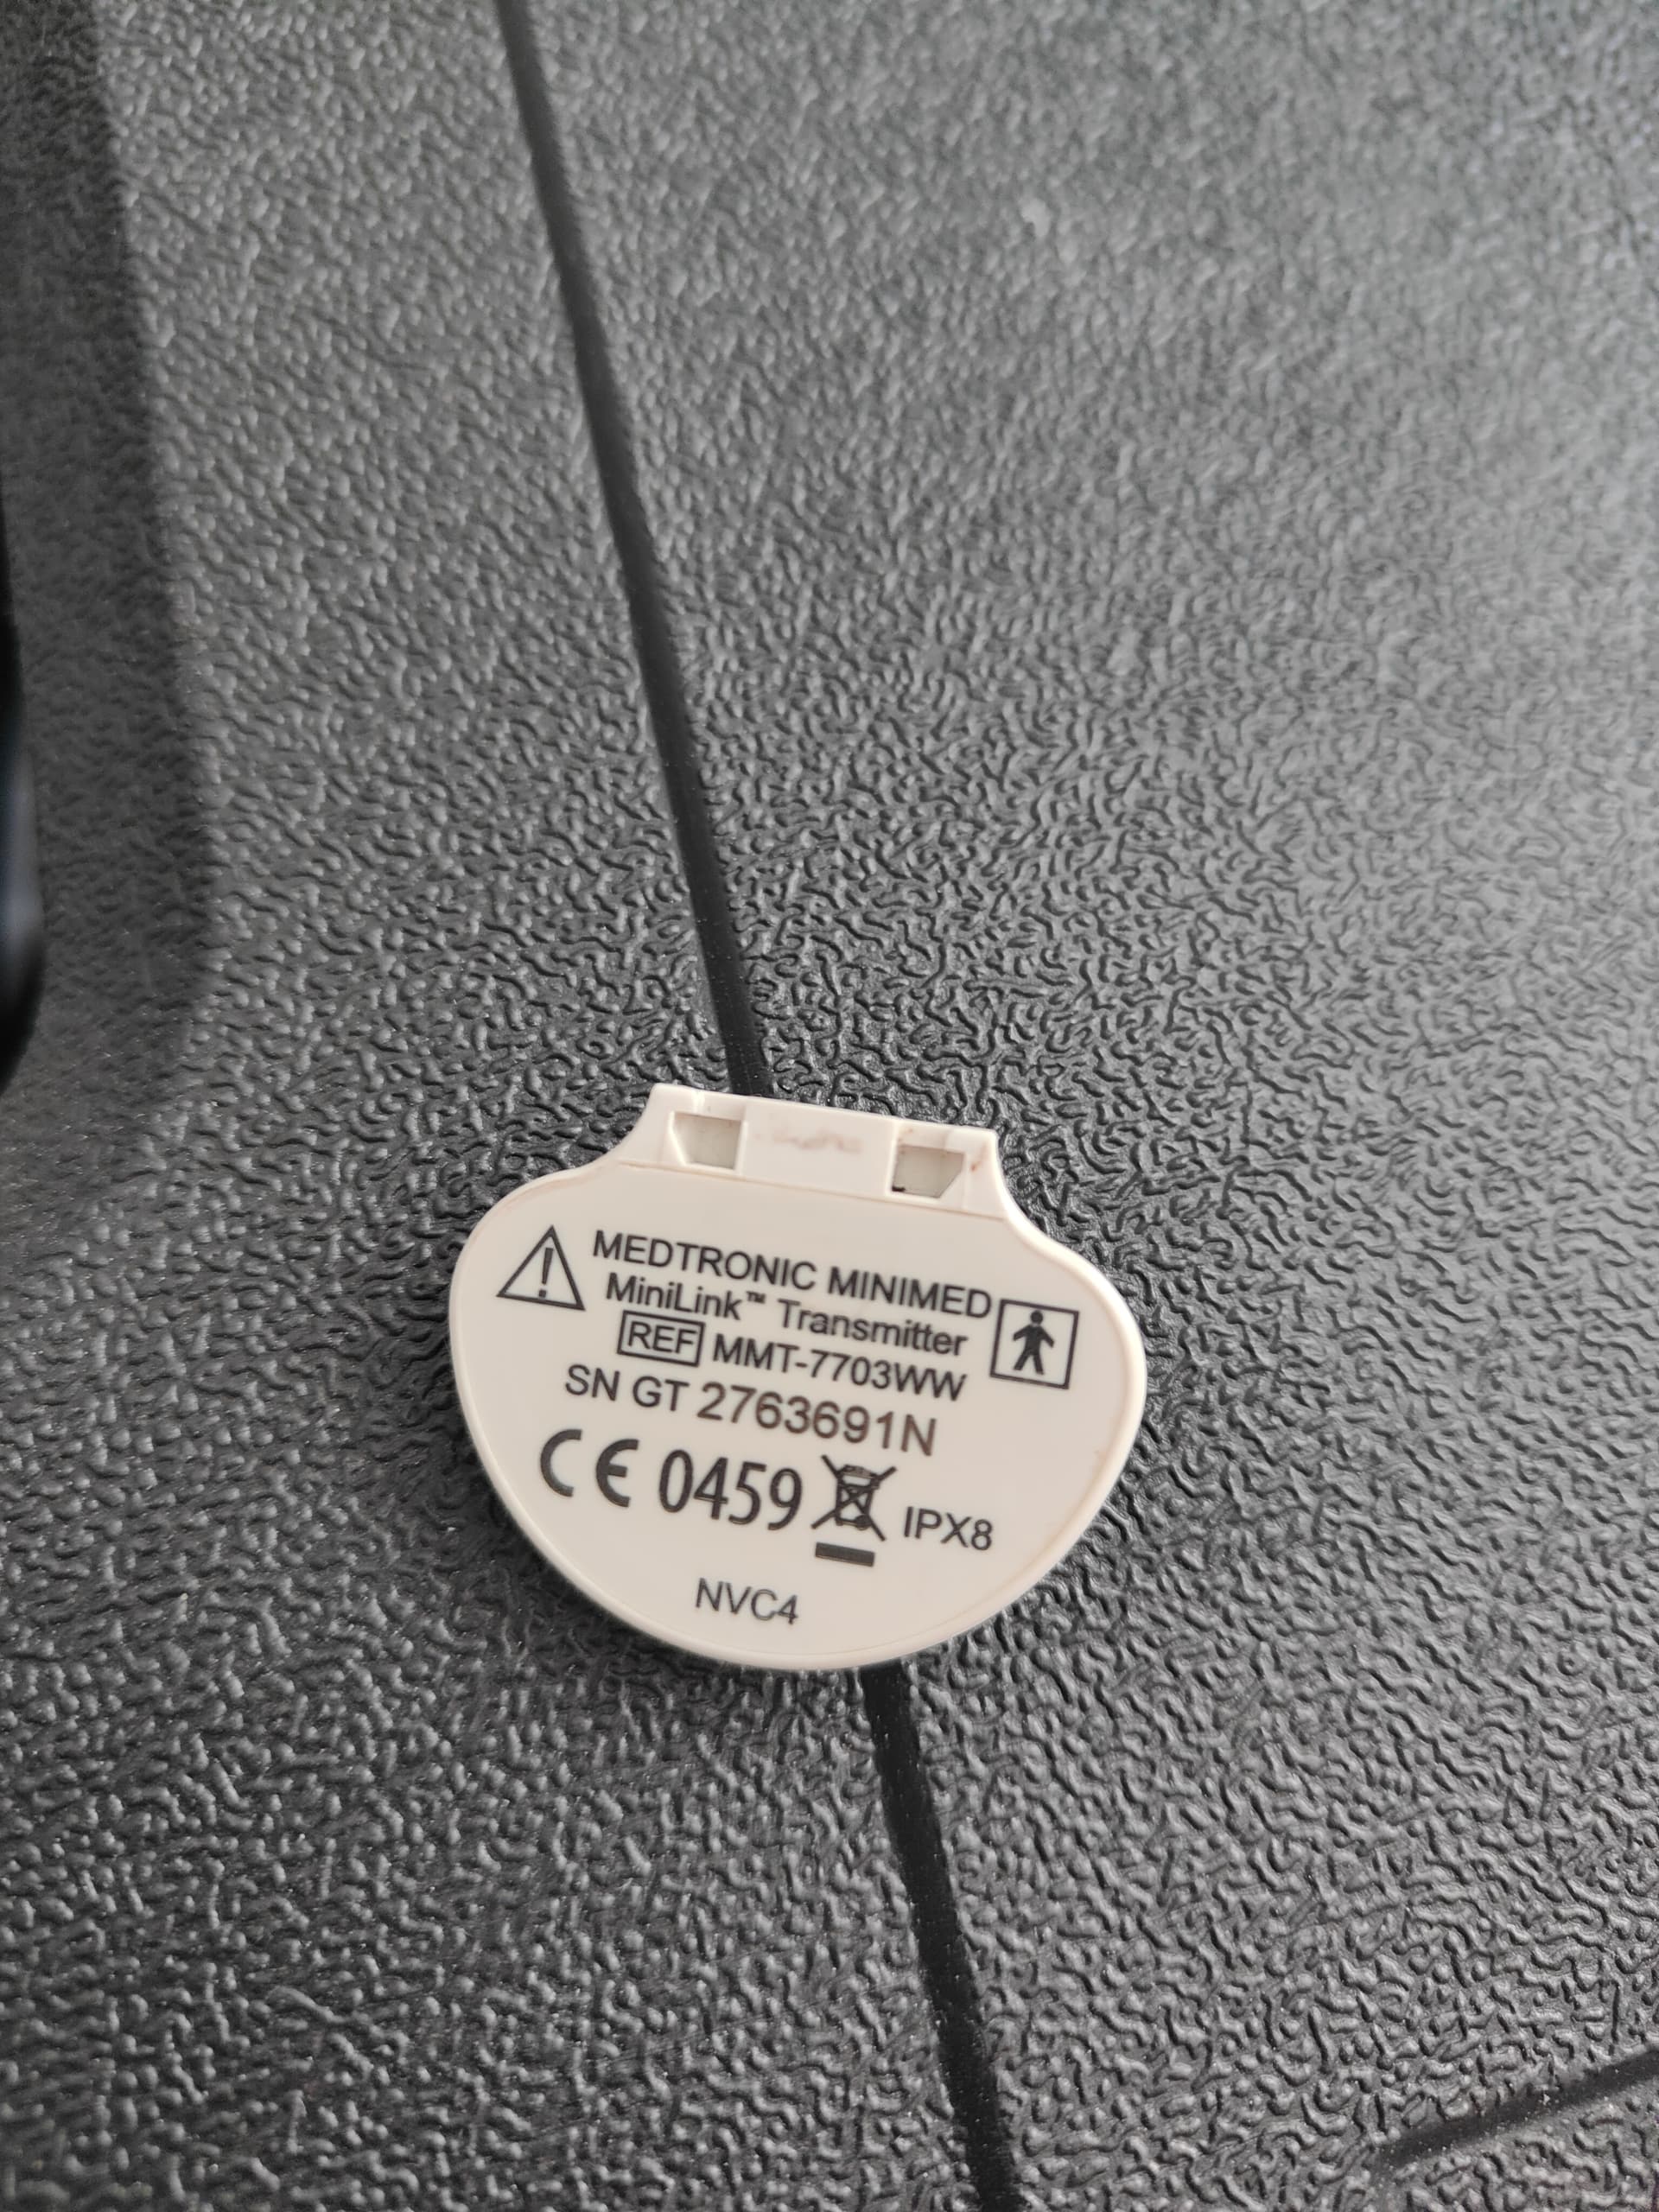 MEDTRONIC MINIMED
MiniLink™ Transmitter
REF MMT-7703WW
SN GT 2763691N
CE 0459 IPX8
NVC4